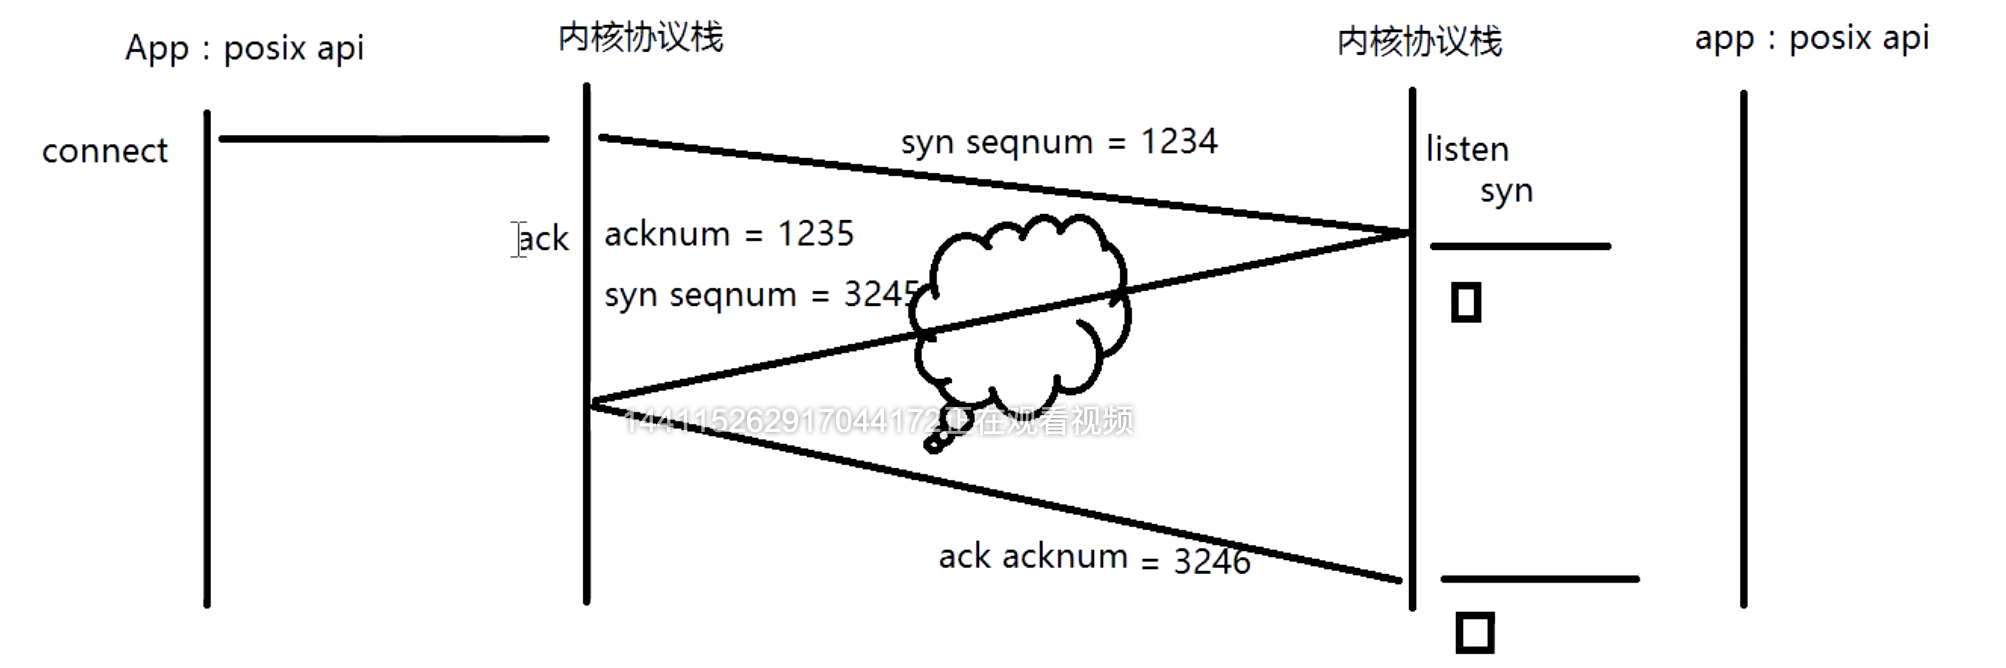 App : posix api
内核协议栈
内核协议栈
app : posix api
connect
syn seqnum = 1234
listen
syn
ack
acknum = 1235
syn seqnum = 3245
144115262917044172正在观看视频
ack acknum = 3246